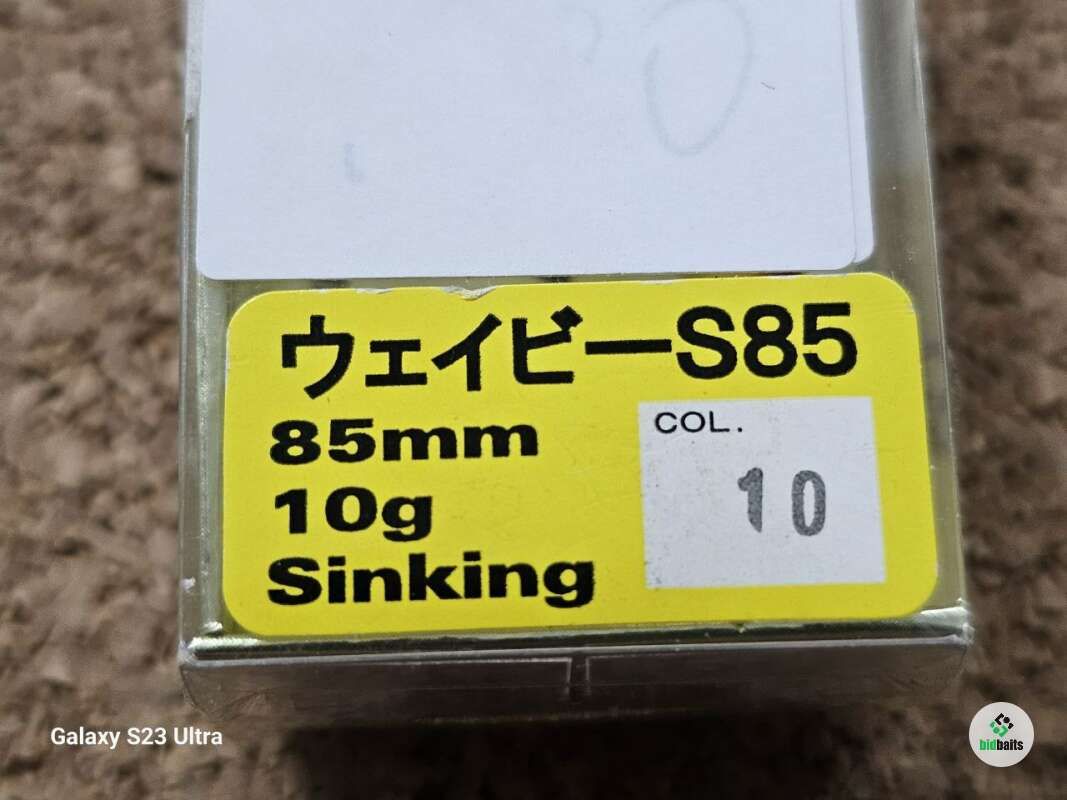 ウェイビーS85
85mm
10g
Sinking
COL.
10
Galaxy S23 Ultra
bidbaits